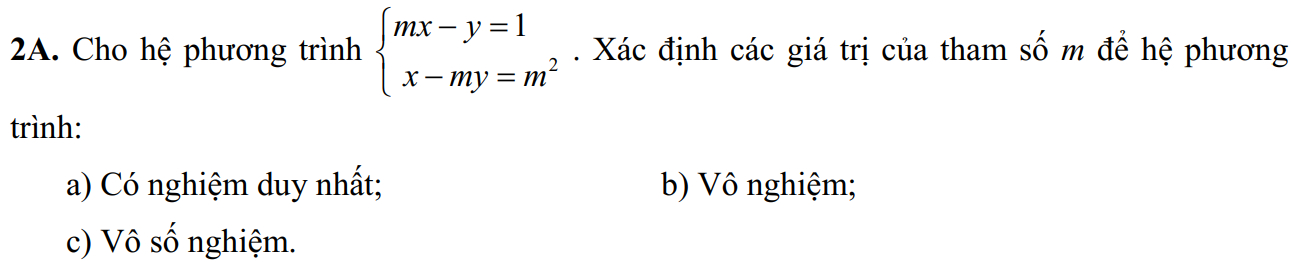 2A. Cho hệ phương trình { mx − y = 1 ; x − my = m² . Xác định các giá trị của tham số m để hệ phương
trình:
a) Có nghiệm duy nhất; b) Vô nghiệm;
c) Vô số nghiệm.